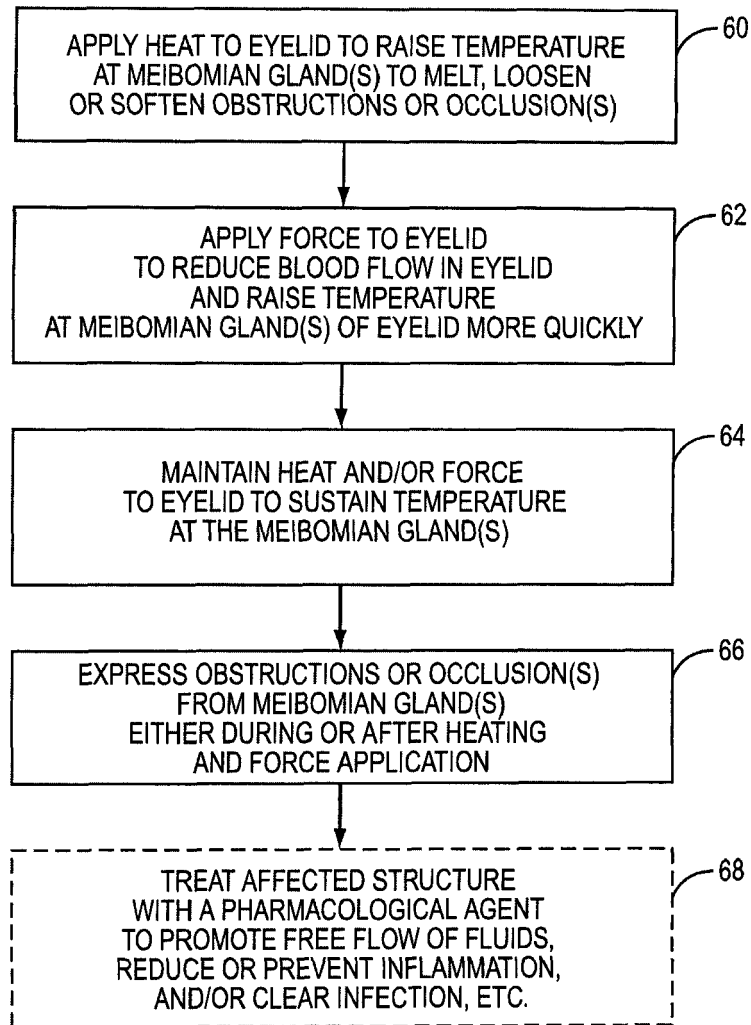 APPLY HEAT TO EYELID TO RAISE TEMPERATURE
AT MEIBOMIAN GLAND(S) TO MELT, LOOSEN
OR SOFTEN OBSTRUCTIONS OR OCCLUSION(S)
60
APPLY FORCE TO EYELID
TO REDUCE BLOOD FLOW IN EYELID
AND RAISE TEMPERATURE
AT MEIBOMIAN GLAND(S) OF EYELID MORE QUICKLY
62
MAINTAIN HEAT AND/OR FORCE
TO EYELID TO SUSTAIN TEMPERATURE
AT THE MEIBOMIAN GLAND(S)
64
EXPRESS OBSTRUCTIONS OR OCCLUSION(S)
FROM MEIBOMIAN GLAND(S)
EITHER DURING OR AFTER HEATING
AND FORCE APPLICATION
66
TREAT AFFECTED STRUCTURE
WITH A PHARMACOLOGICAL AGENT
TO PROMOTE FREE FLOW OF FLUIDS,
REDUCE OR PREVENT INFLAMMATION,
AND/OR CLEAR INFECTION, ETC.
68